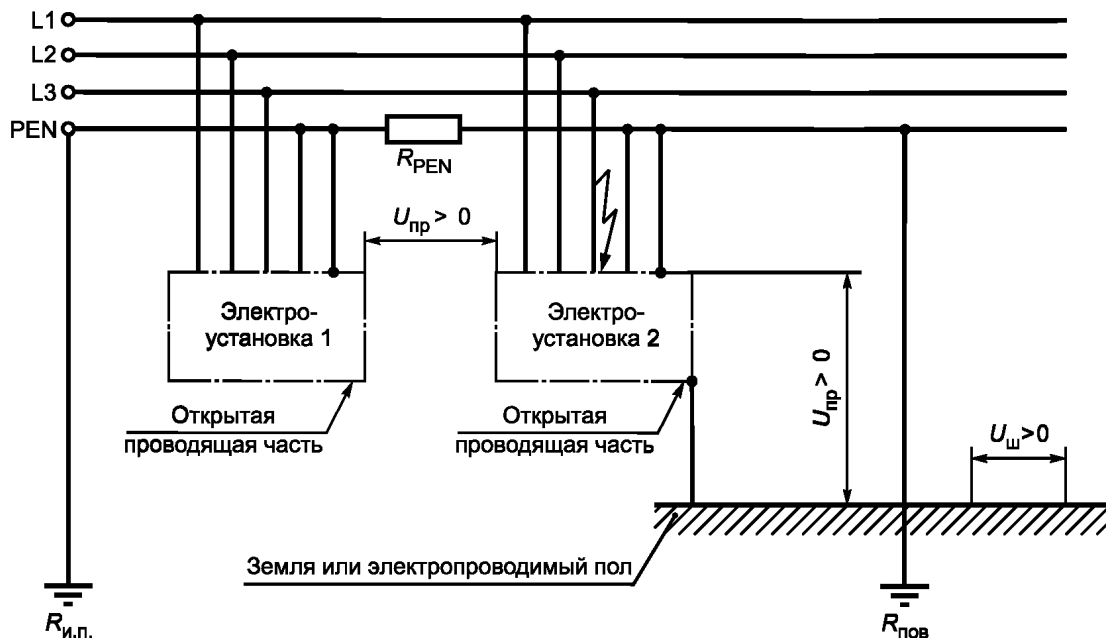 L1
L2
L3
PEN
R_PEN
U_пр > 0
Электро-
установка 1
Электро-
установка 2
U_пр > 0
Открытая
проводящая часть
Открытая
проводящая часть
U_Ш>0
Земля или электропроводимый пол
R_и.п.
R_пов